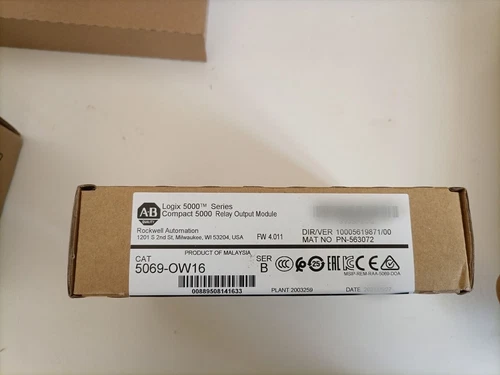 AB
Logix 5000™ Series
Compact 5000 Relay Output Module
Rockwell Automation
1201 S 2nd St, Milwaukee, WI 53204, USA
FW 4.011
DIR/VER 10005619871/00
MAT NO PN-563072
PRODUCT OF MALAYSIA
CAT
5069-OW16
SER
B
00889508141633
PLANT 2003259
DATE